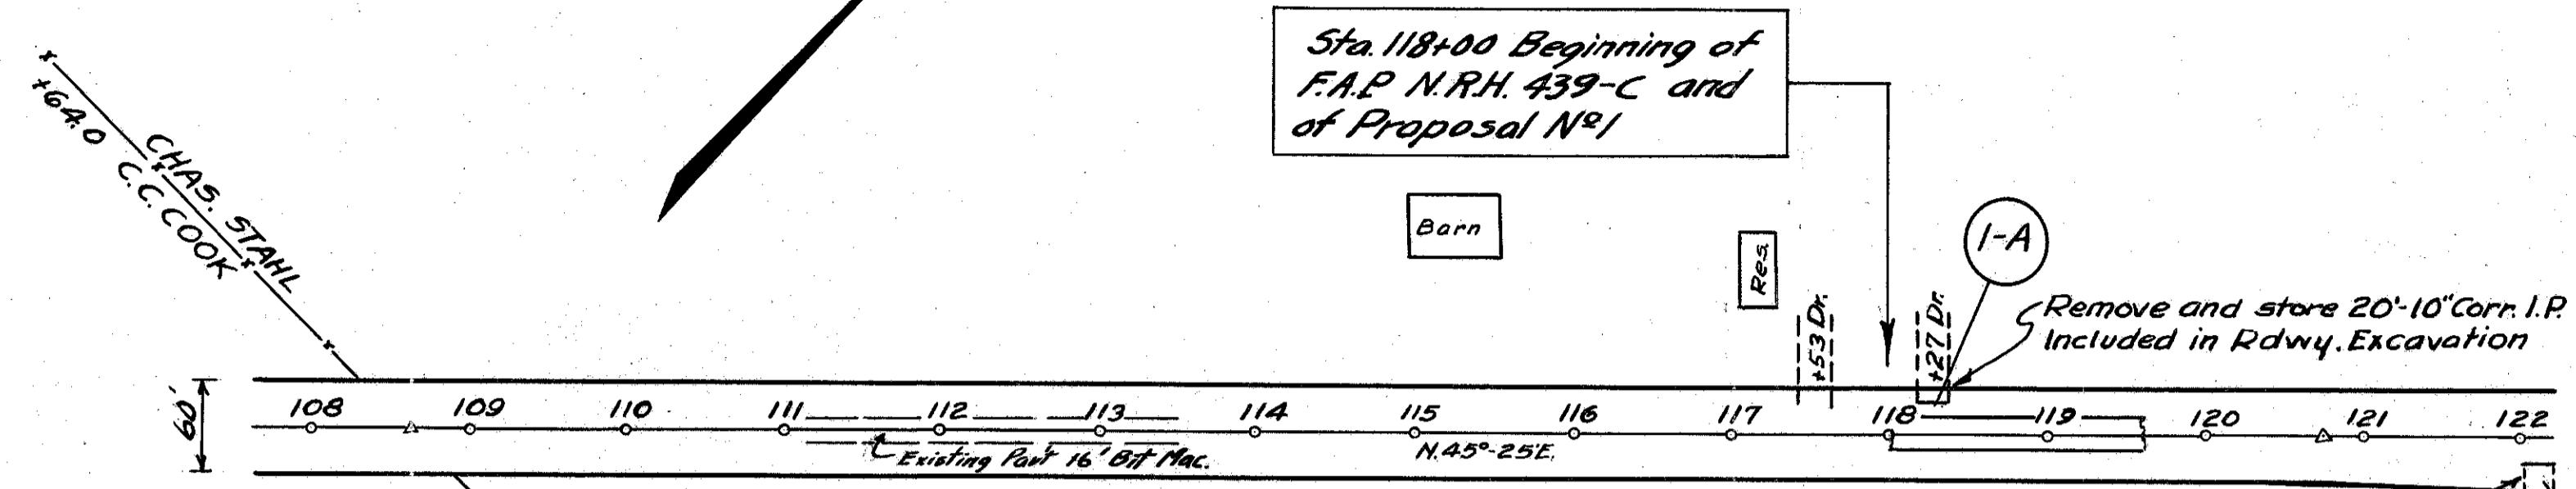 Sta. 118+00 Beginning of
F.A.P. N.R.H. 439-C and
of Proposal Nº1
+64.0
CHAS. STAHL
C.C. COOK
Barn
Res.
1-A
+53 Dr.
+27 Dr.
Remove and store 20'-10" Corr. I.P.
Included in Rdwy. Excavation
60'
108 109 110 111 112 113 114 115 116 117 118 119 120 121 122
Existing Pav't 16' Bit Mac.
N.45°-25'E.